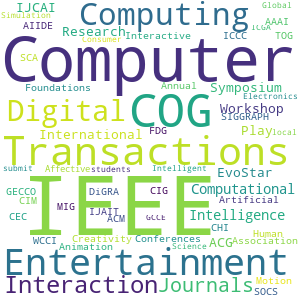 IJCAI Computing Global
Simulation ICGA
AIIDE Consumer AAAI
Research Interactive ICCC TOG
Computer
SCA Annual Electronics
Foundations Symposium
Digital COG Workshop
SIGGRAPH
International FDG Play local
Transactions
submit Affective students Intelligent EvoStar
GECCO DiGRA CIG Computational
CIM IEEE Artificial
MIG IJAIT Intelligence
CEC ACM GCCE CHI Human
WCCI Creativity Conferences ACG Association
Animation Science
Entertainment
Interaction Journals Motion
SOCS